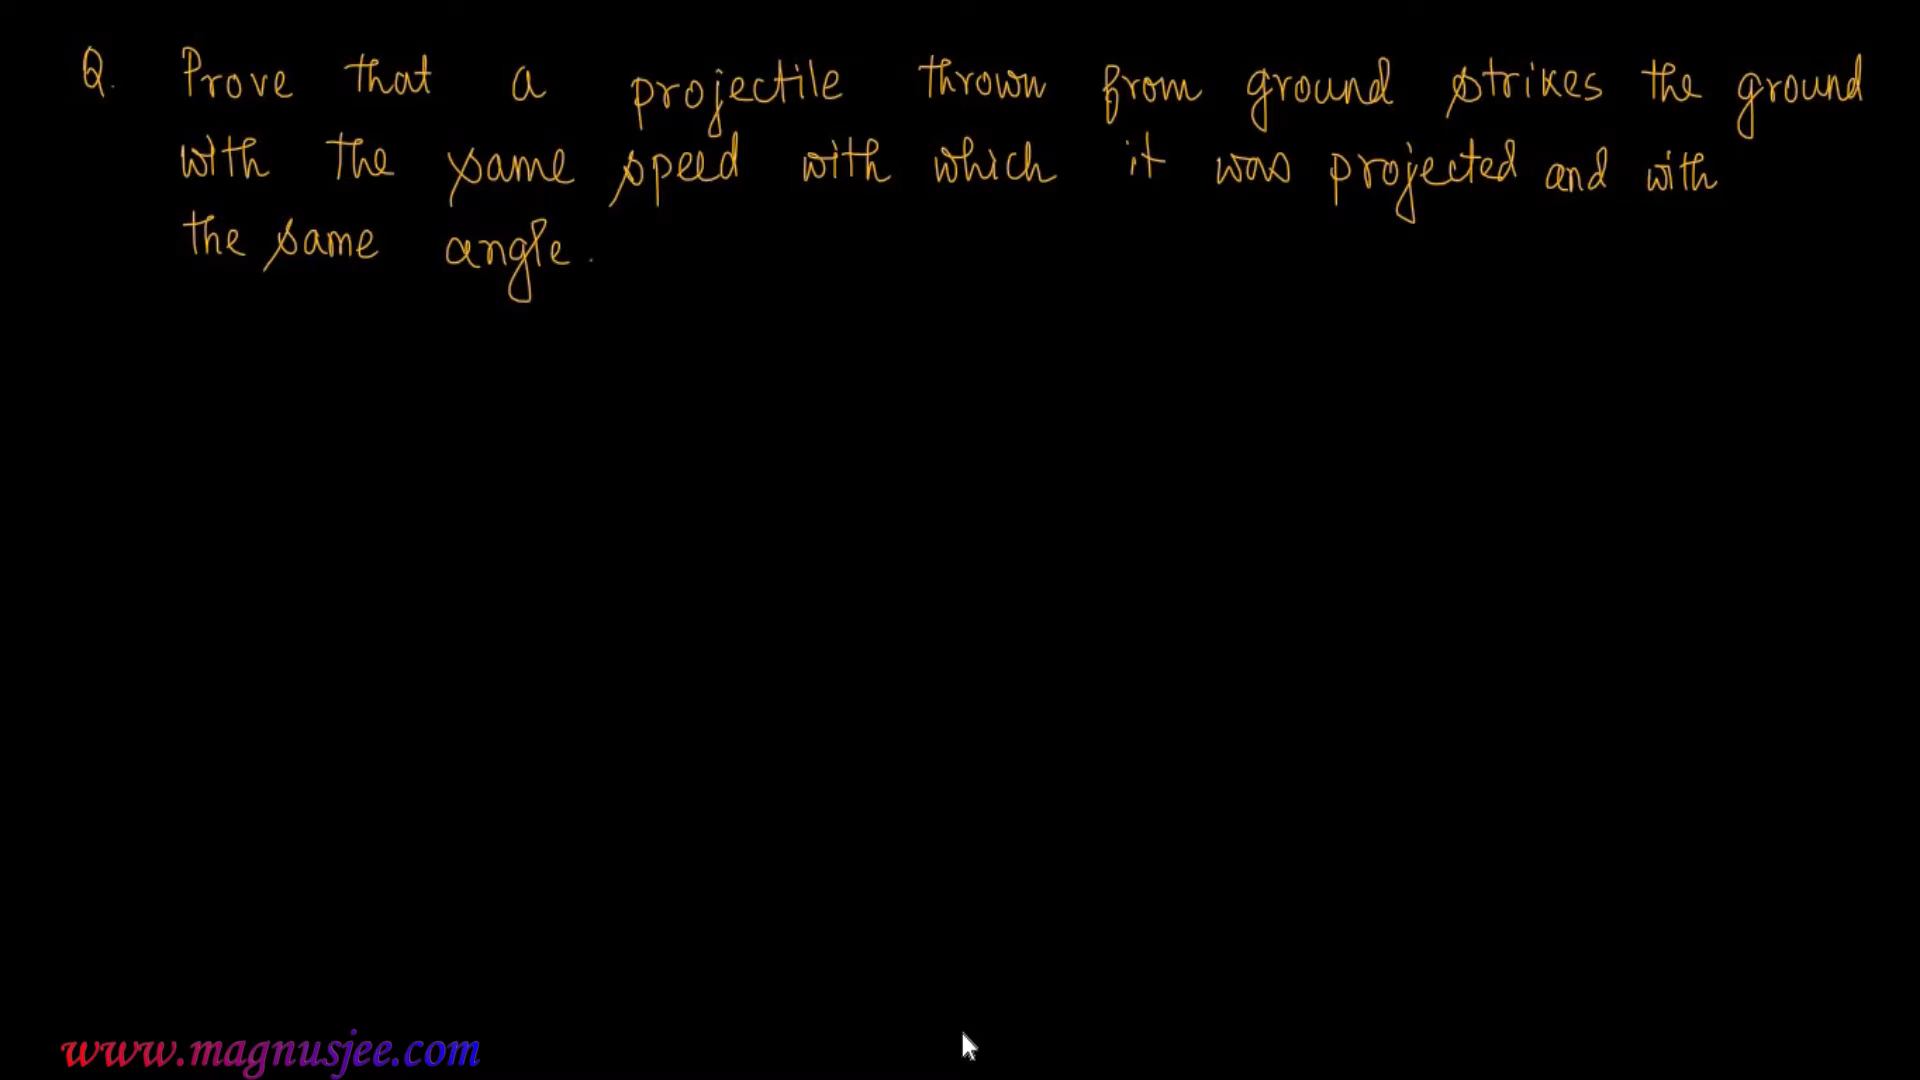 Q. Prove that a projectile thrown from ground strikes the ground
with the same speed with which it was projected and with
the same angle.
www.magnusjee.com